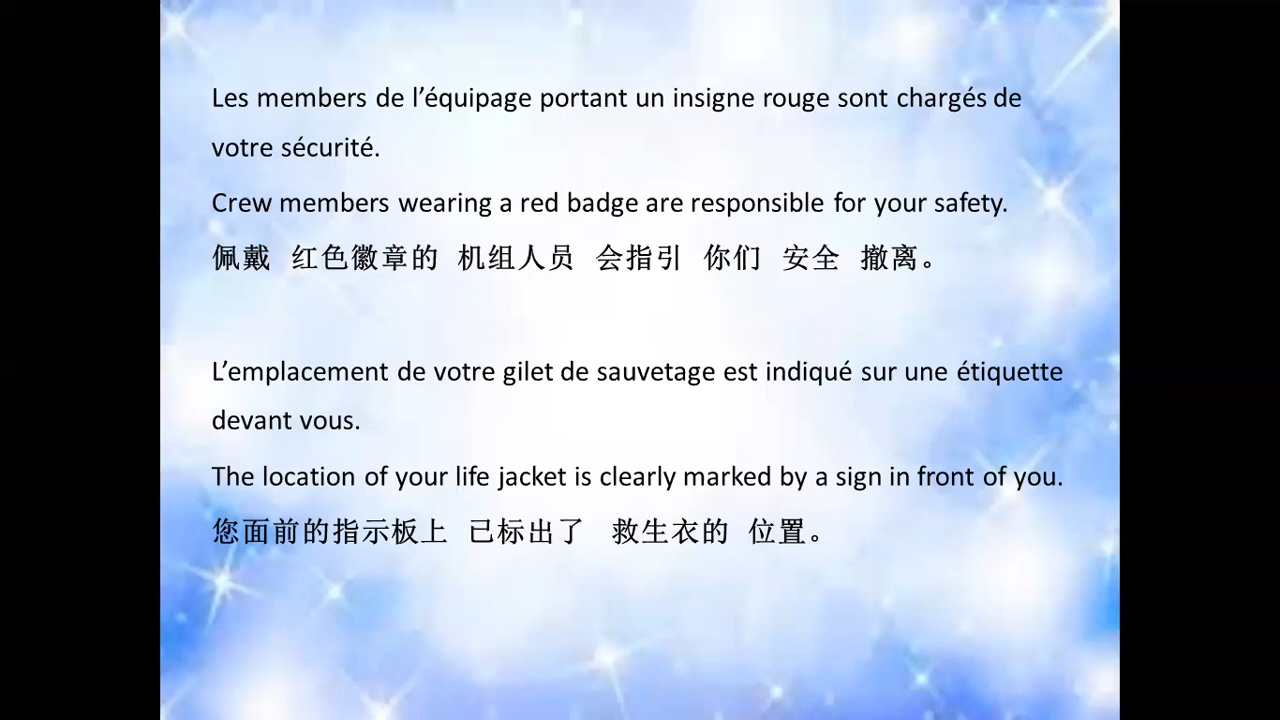 Les membres de l’équipage portant un insigne rouge sont chargés de
votre sécurité.
Crew members wearing a red badge are responsible for your safety.
佩戴 红色徽章的 机组人员 会指引 你们 安全 撤离。
L’emplacement de votre gilet de sauvetage est indiqué sur une étiquette
devant vous.
The location of your life jacket is clearly marked by a sign in front of you.
您面前的指示板上 已标出了 救生衣的 位置。